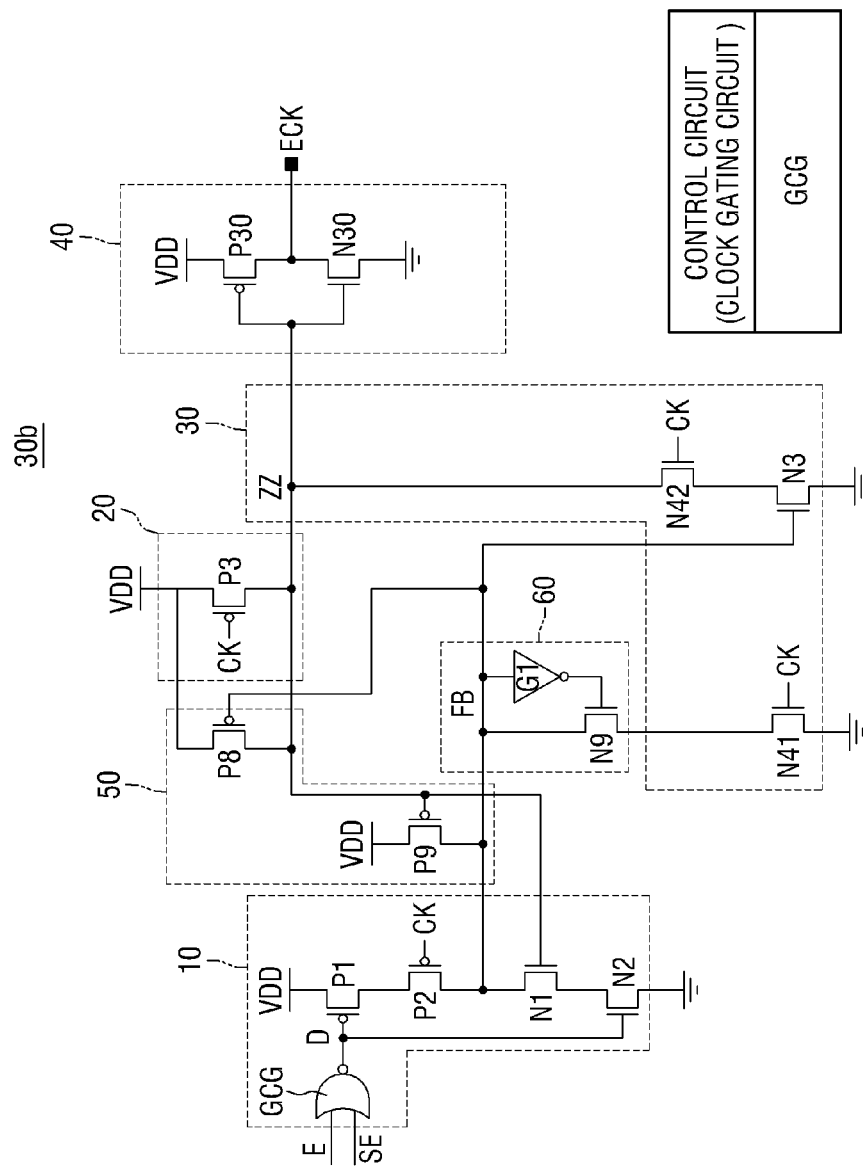 30b
10
VDD
GCG
E
SE
D
P1
P2
CK
N1
N2
50
P8
VDD
P9
20
VDD
P3
CK
ZZ
FB
60
G1
N9
30
N41
CK
N42
CK
N3
40
VDD
P30
N30
ECK
CONTROL CIRCUIT
(CLOCK GATING CIRCUIT )
GCG